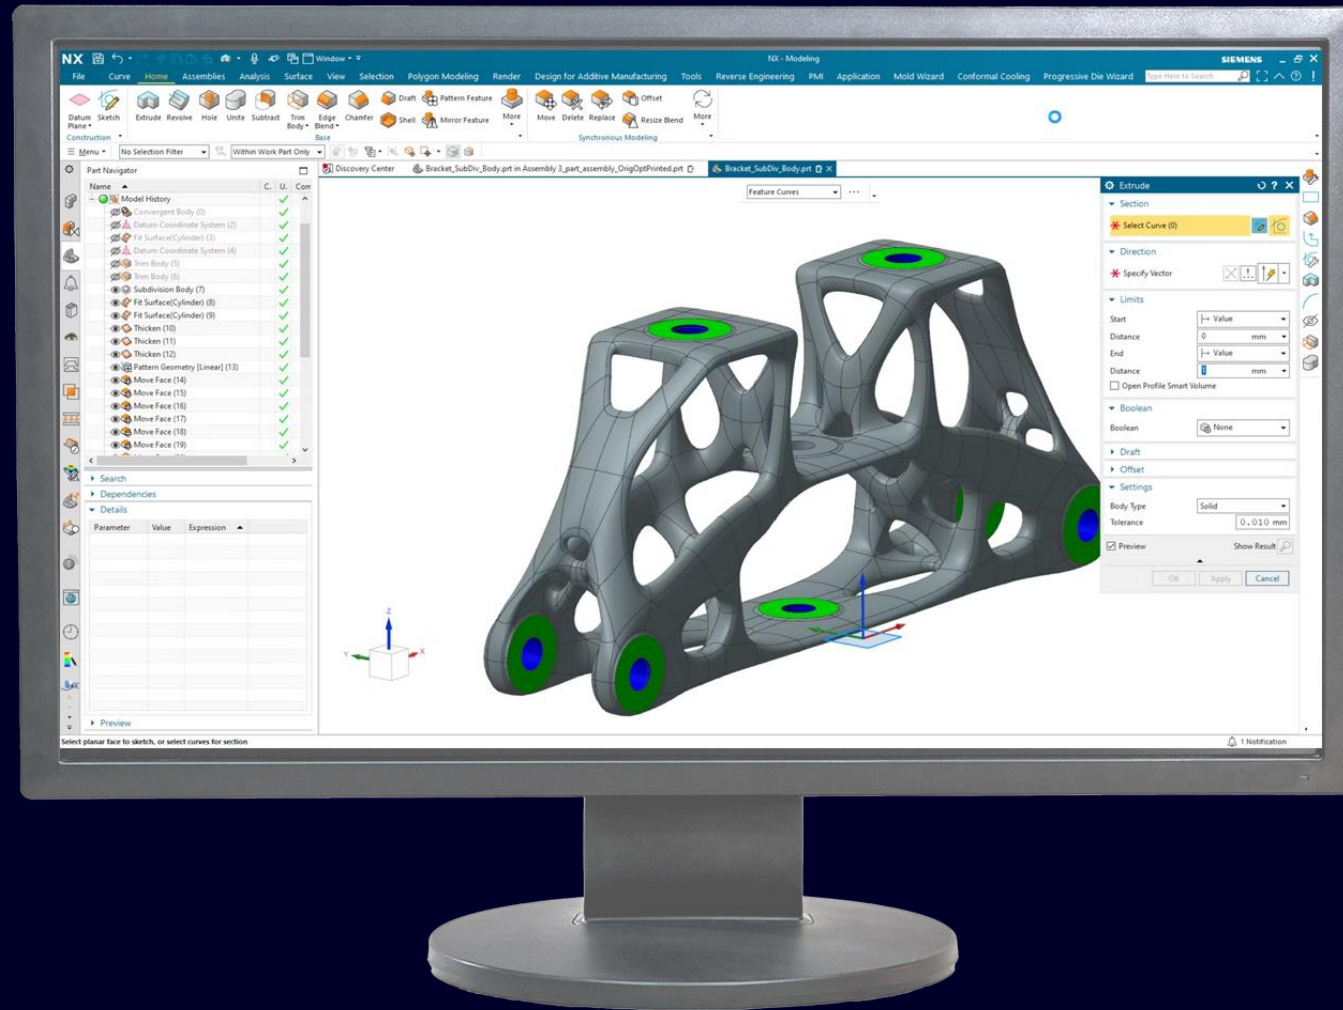 NX Window NX - Modeling SIEMENS
File Curve Home Assemblies Analysis Surface View Selection Polygon Modeling Render Design for Additive Manufacturing Tools Reverse Engineering PMI Application Mold Wizard Conformal Cooling Progressive Die Wizard Type Here to Search
Draft Pattern Feature Offset
Datum Plane Sketch Extrude Revolve Hole Unite Subtract Trim Body Edge Blend Chamfer Shell Mirror Feature More Move Delete Replace Resize Blend More
Construction Base Synchronous Modeling
Menu No Selection Filter Within Work Part Only
Part Navigator
Discovery Center Bracket_SubDiv_Body.prt in Assembly 3_part_assembly_OrigOptPrinted.prt Bracket_SubDiv_Body.prt
Name C. U. Com
Model History
Convergent Body (0)
Datum Coordinate System (2)
Fit Surface(Cylinder) (3)
Datum Coordinate System (4)
Trim Body (5)
Trim Body (6)
Subdivision Body (7)
Fit Surface(Cylinder) (8)
Fit Surface(Cylinder) (9)
Thicken (10)
Thicken (11)
Thicken (12)
Pattern Geometry [Linear] (13)
Move Face (14)
Move Face (15)
Move Face (16)
Move Face (17)
Move Face (18)
Move Face (19)
Search
Dependencies
Details
Parameter Value Expression
Preview
Feature Curves
Z
Y
X
Extrude
Section
Select Curve (0)
Direction
Specify Vector
Limits
Start Value
Distance 0 mm
End Value
Distance 1 mm
Open Profile Smart Volume
Boolean
Boolean None
Draft
Offset
Settings
Body Type Solid
Tolerance 0.010 mm
Preview Show Result
OK Apply Cancel
Select planar face to sketch, or select curves for section
1 Notification